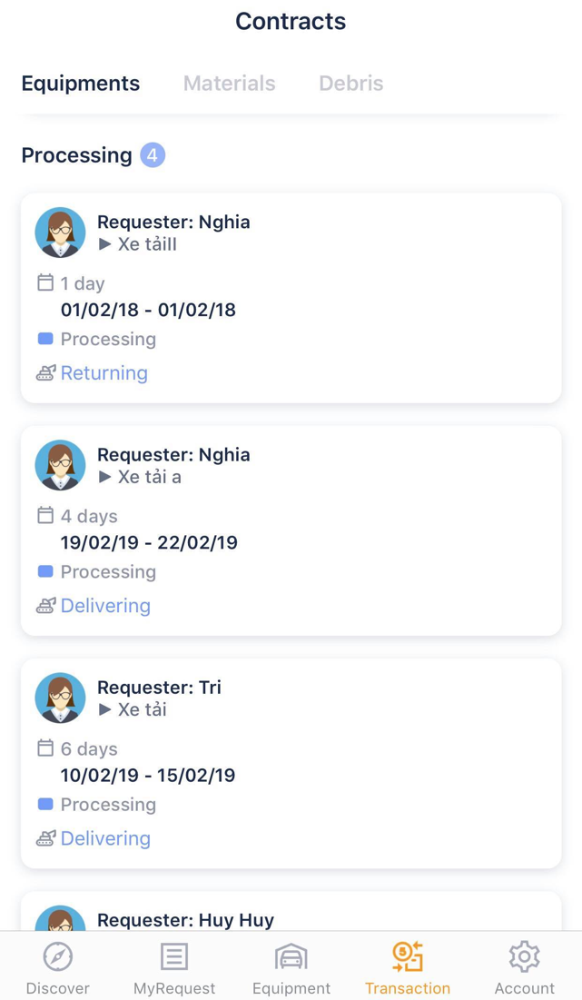 Contracts
Equipments Materials Debris
Processing 4
Requester: Nghia
Xe tảiII
1 day
01/02/18 - 01/02/18
Processing
Returning
Requester: Nghia
Xe tải a
4 days
19/02/19 - 22/02/19
Processing
Delivering
Requester: Tri
Xe tải
6 days
10/02/19 - 15/02/19
Processing
Delivering
Requester: Huy Huy
Discover MyRequest Equipment Transaction Account